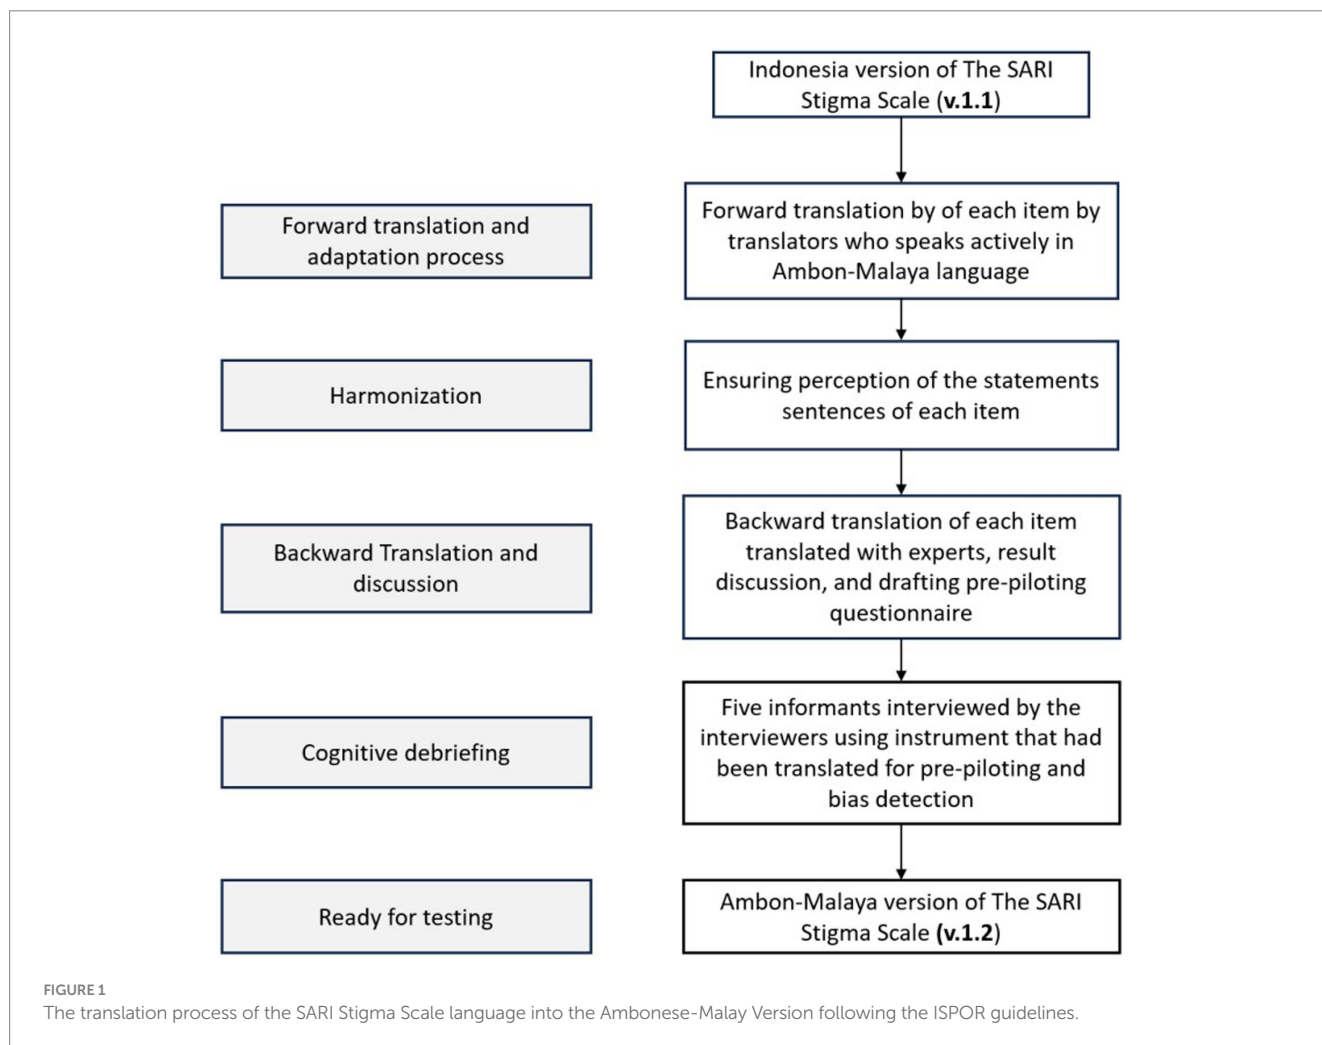 Indonesia version of The SARI
Stigma Scale (v.1.1)
Forward translation and
adaptation process
Forward translation by of each item by
translators who speaks actively in
Ambon-Malaya language
Harmonization
Ensuring perception of the statements
sentences of each item
Backward Translation and
discussion
Backward translation of each item
translated with experts, result
discussion, and drafting pre-piloting
questionnaire
Cognitive debriefing
Five informants interviewed by the
interviewers using instrument that had
been translated for pre-piloting and
bias detection
Ready for testing
Ambon-Malaya version of The SARI
Stigma Scale (v.1.2)
FIGURE 1
The translation process of the SARI Stigma Scale language into the Ambonese-Malay Version following the ISPOR guidelines.